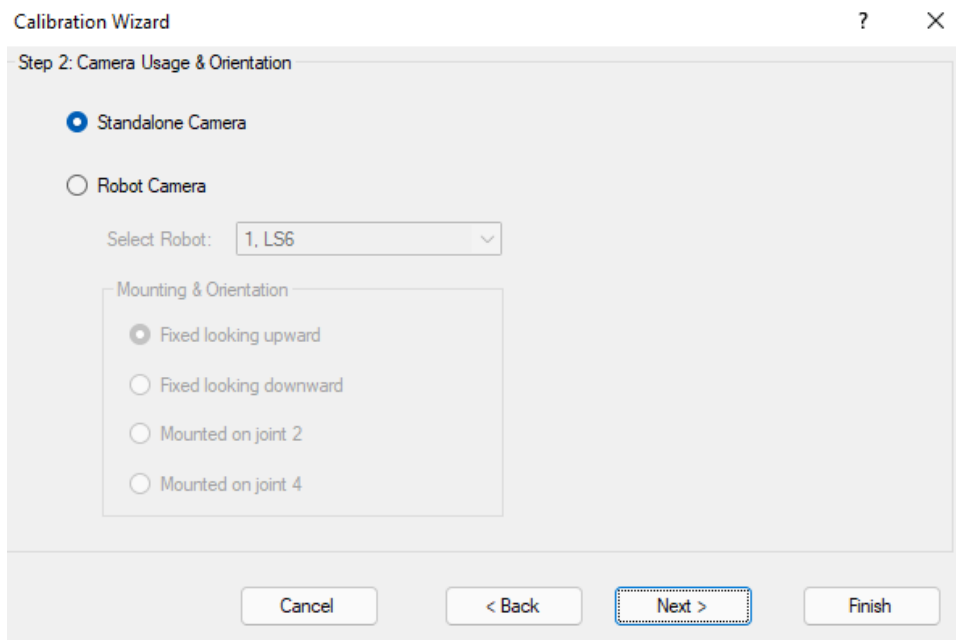 Calibration Wizard ?
Step 2: Camera Usage & Orientation
Standalone Camera
Robot Camera
Select Robot: 1, LS6
Mounting & Orientation
Fixed looking upward
Fixed looking downward
Mounted on joint 2
Mounted on joint 4
Cancel < Back Next > Finish